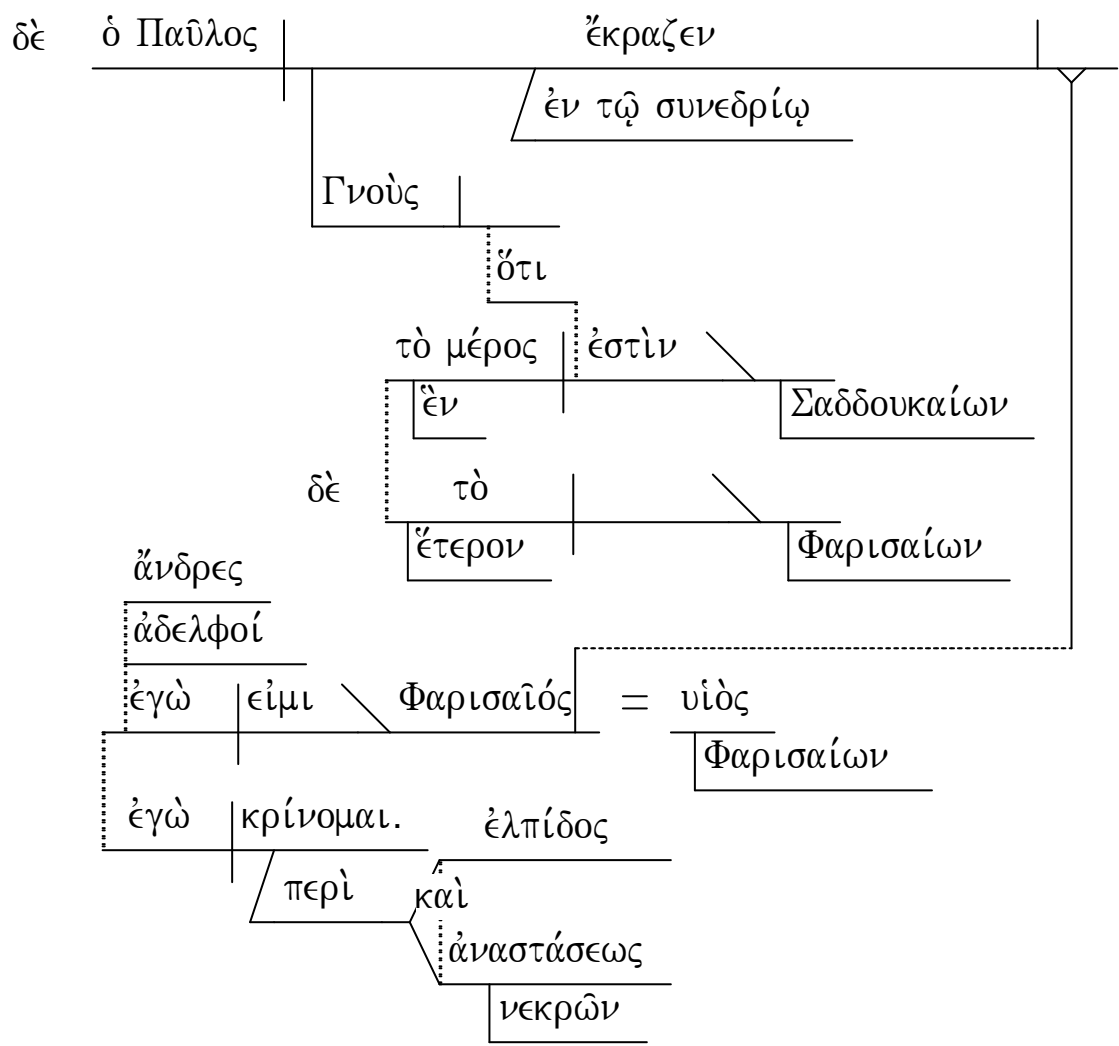 δὲ ὁ Παῦλος ἔκραζεν
ἐν τῷ συνεδρίῳ
Γνοὺς
ὅτι
τὸ μέρος ἐστὶν
ἓν Σαδδουκαίων
δὲ τὸ
ἕτερον Φαρισαίων
ἄνδρες
ἀδελφοί
ἐγὼ εἰμι Φαρισαῖός = υἱὸς
Φαρισαίων
ἐγὼ κρίνομαι.
ἐλπίδος
περὶ καὶ
ἀναστάσεως
νεκρῶν